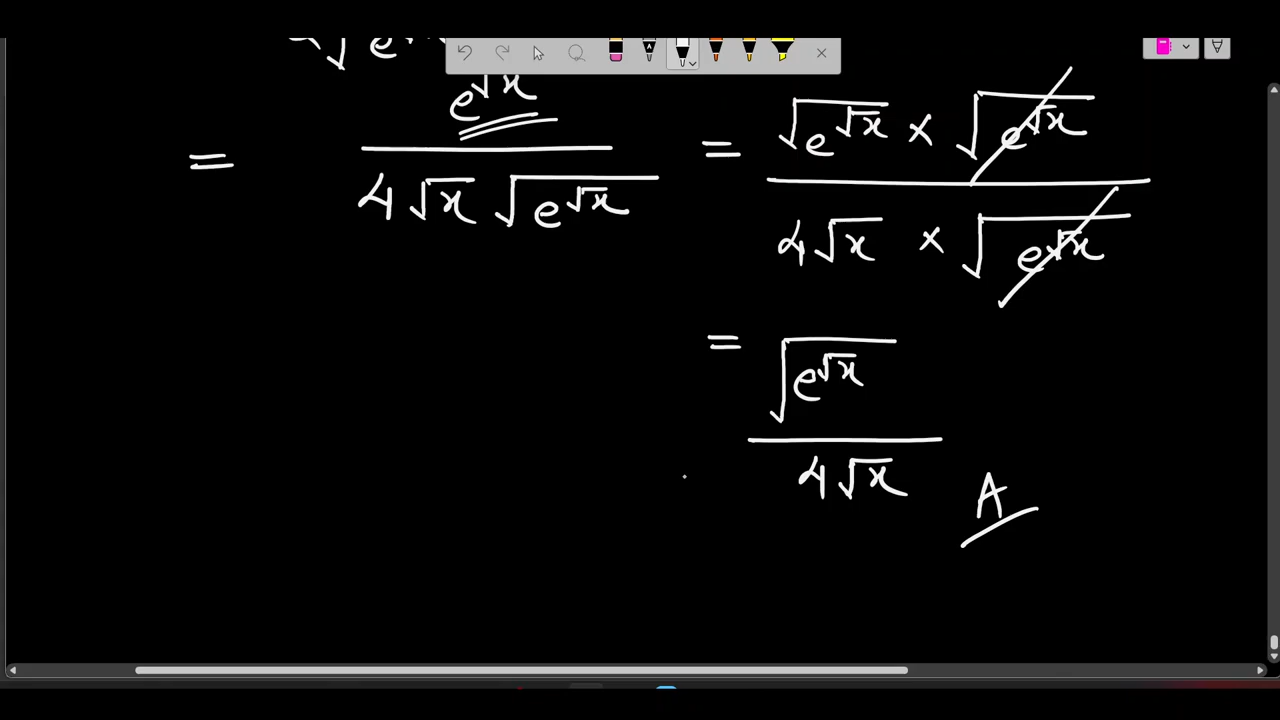 = e^√x / 4√x √e^√x = √e^√x × √e^√x / 4√x × √e^√x
= √e^√x / 4√x A